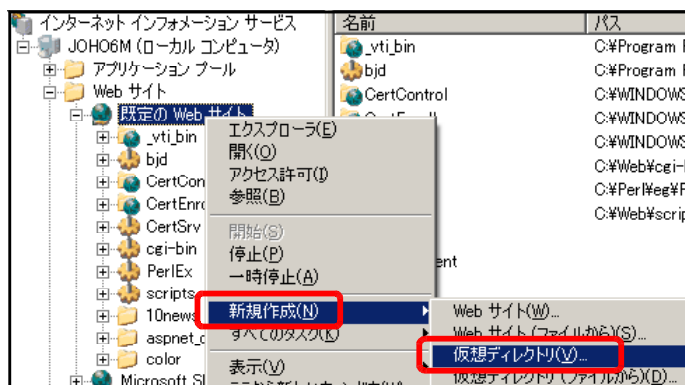 インターネット インフォメーション サービス
JOHO6M (ローカル コンピュータ)
アプリケーション プール
Web サイト
既定の Web サイト
_vti_bin
bjd
CertCon
CertEnro
CertSrv
cgi-bin
PerlEx
scripts
10news
aspnet_c
color
Microsoft S
名前
パス
_vti_bin
C:¥Program
bjd
C:¥Program
CertControl
C:¥WINDOWS
C:¥WINDOWS
C:¥WINDOWS
C:¥Web¥cgi-
C:¥Perl¥eg¥
C:¥Web¥scrip
ent
エクスプローラ(E)
開く(O)
アクセス許可(I)
参照(B)
開始(S)
停止(P)
一時停止(A)
新規作成(N)
すべてのタスク(K)
表示(V)
Web サイト(W)...
Web サイト (ファイルから)(S)...
仮想ディレクトリ(V)...
仮想ディレクトリ (ファイルから)(D)...